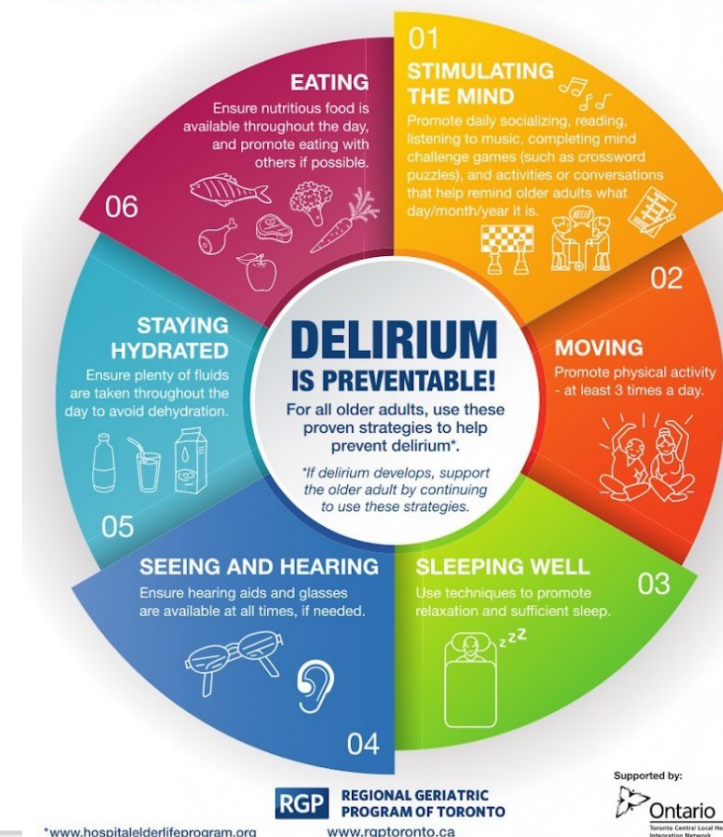 01
STIMULATING
THE MIND
Promote daily socializing, reading,
listening to music, completing mind
challenge games (such as crossword
puzzles), and activities or conversations
that help remind older adults what
day/month/year it is.
HELLO
02
MOVING
Promote physical activity
- at least 3 times a day.
03
SLEEPING WELL
Use techniques to promote
relaxation and sufficient sleep.
zzZ
04
SEEING AND HEARING
Ensure hearing aids and glasses
are available at all times, if needed.
05
STAYING
HYDRATED
Ensure plenty of fluids
are taken throughout the
day to avoid dehydration.
06
EATING
Ensure nutritious food is
available throughout the day,
and promote eating with
others if possible.
DELIRIUM
IS PREVENTABLE!
For all older adults, use these
proven strategies to help
prevent delirium*.
*If delirium develops, support
the older adult by continuing
to use these strategies.
RGP
REGIONAL GERIATRIC
PROGRAM OF TORONTO
www.rgptoronto.ca
*www.hospitalelderlifeprogram.org
Supported by:
Ontario
Toronto Central Local
Integration Network